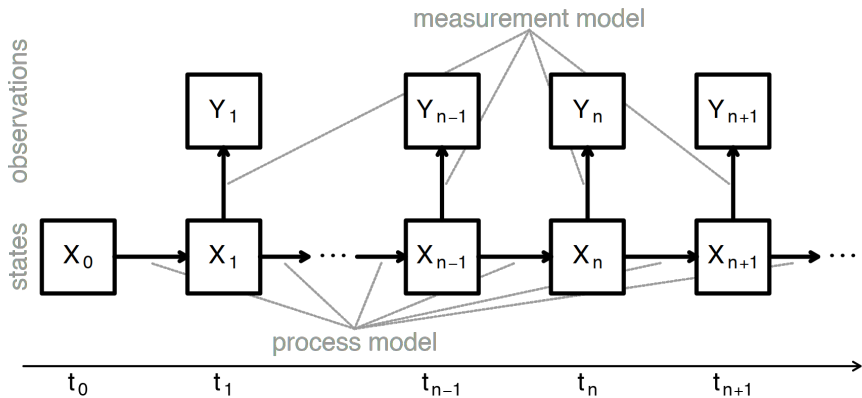 measurement model
observations
Y₁ Yₙ₋₁ Yₙ Yₙ₊₁
states
X₀ X₁ ... Xₙ₋₁ Xₙ Xₙ₊₁ ...
process model
t₀ t₁ tₙ₋₁ tₙ tₙ₊₁